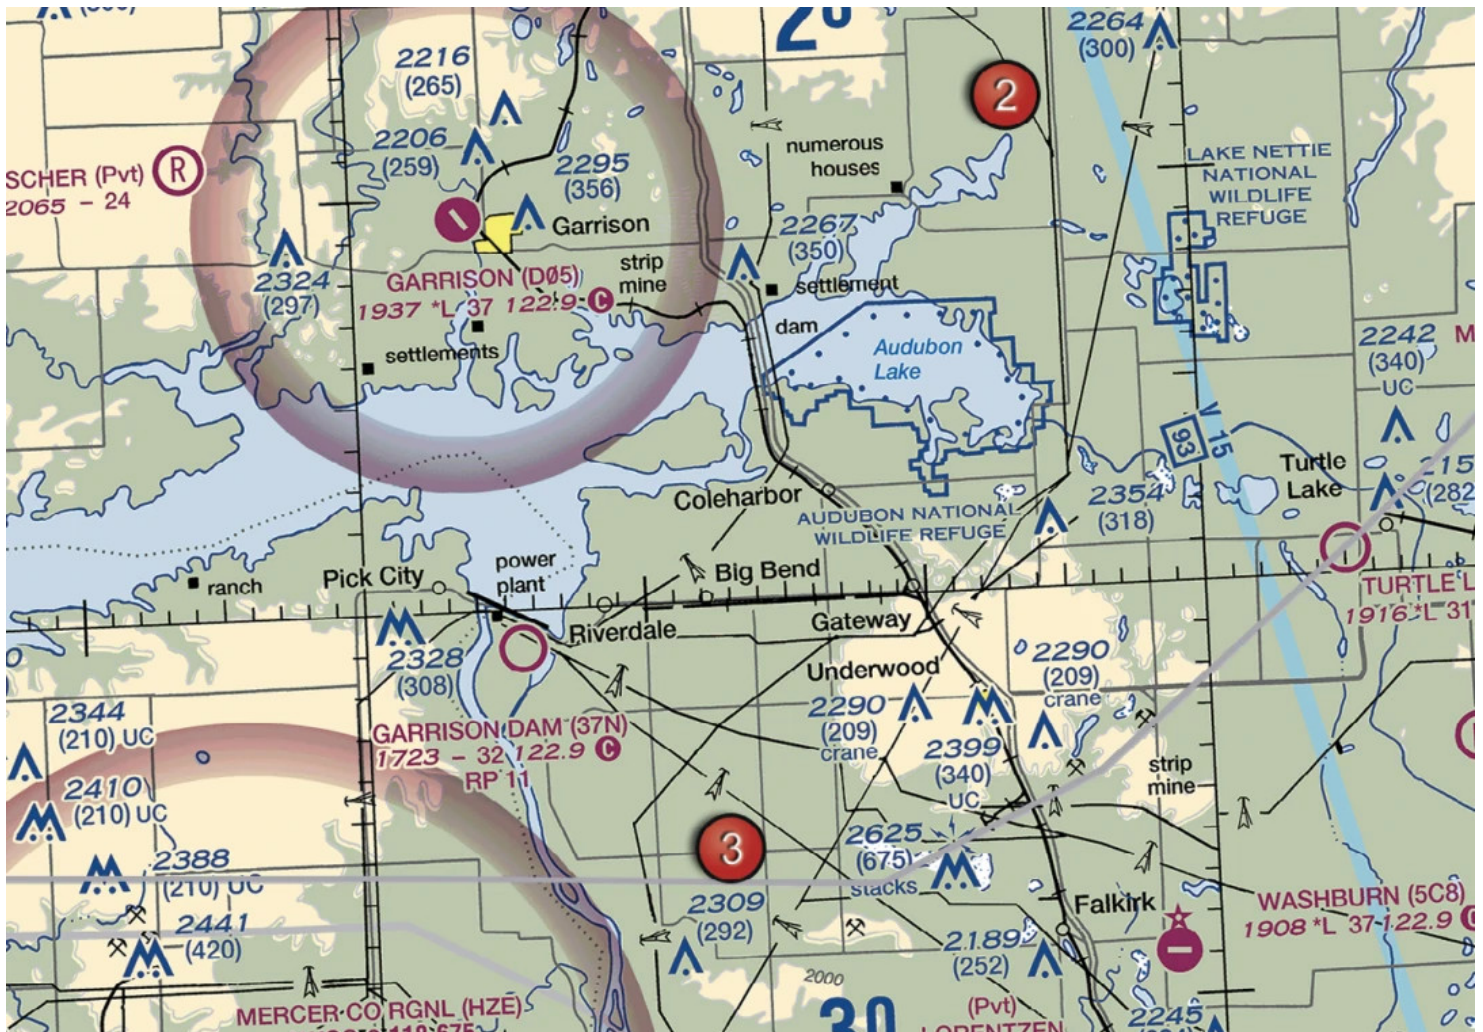 2⁰
2264
(300)
2
2216
(265)
2206
(259)
2295
(356)
numerous
houses
LAKE NETTIE
NATIONAL
WILDLIFE
REFUGE
SCHER (Pvt)
2065 - 24
R
Garrison
2267
(350)
2324
(297)
GARRISON (DØ5)
1937 *L 37 122.9 C
strip
mine
settlement
dam
settlements
Audubon
Lake
2242
(340)
UC
M
V 15
93
Turtle
Lake
215
(282
Coleharbor
AUDUBON NATIONAL
WILDLIFE REFUGE
2354
(318)
power
plant
Pick City
ranch
Big Bend
Riverdale
Gateway
TURTLE L
1916 *L 31
2328
(308)
Underwood
2290
(209)
crane
2290
(209)
crane
2344
(210) UC
GARRISON DAM (37N)
1723 - 32 122.9 C
RP 11
2399
(340)
UC
strip
mine
2410
(210) UC
3
2625
(675)
stacks
2388
(210) UC
2309
(292)
Falkirk
WASHBURN (5C8)
1908 *L 37 122.9 C
2441
(420)
2189
(252)
2000
MERCER CO RGNL (HZE)
3⁰
(Pvt)
LORENTZEN
2245